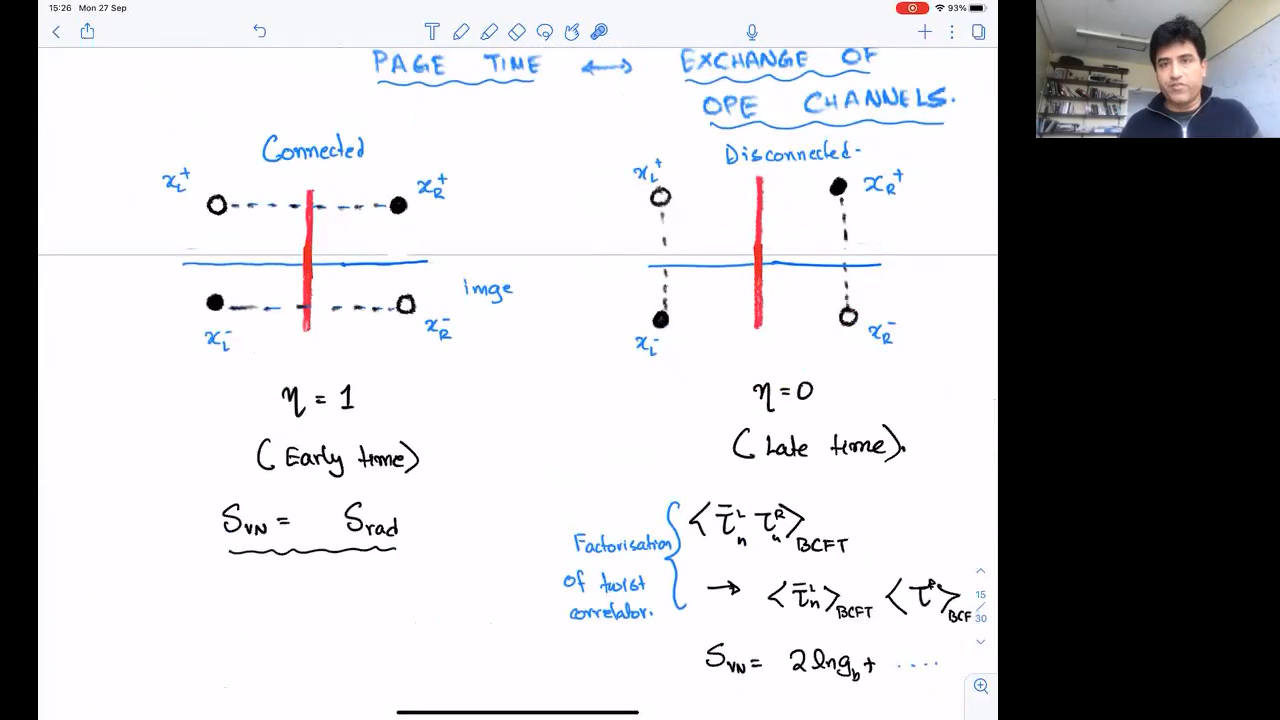 15:26 Mon 27 Sep
93%
PAGE TIME ⟷ EXCHANGE OF
OPE CHANNELS.
Connected
Disconnected.
x_L^+
x_R^+
x_L^+
x_R^+
imge
x_L^-
x_R^-
x_L^-
x_R^-
η = 1
η = 0
(Early time)
(Late time).
S_VN = S_rad
Factorisation
of twist
correlator.
⟨ τ̄_n^L τ_n^R ⟩_BCFT
→ ⟨ τ̄_n^L ⟩_BCFT ⟨ τ^R ⟩_BCF
S_VN = 2 ln g_b + ....
15
/
30